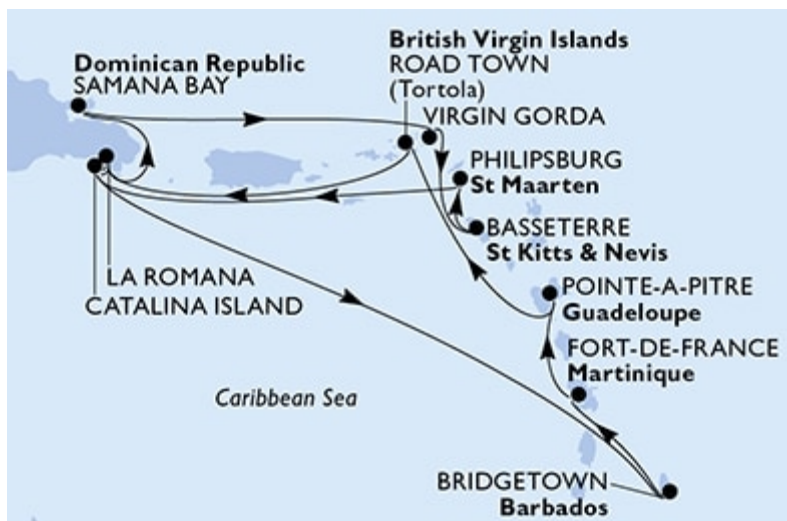 Dominican Republic
SAMANA BAY
British Virgin Islands
ROAD TOWN
(Tortola)
VIRGIN GORDA
PHILIPSBURG
St Maarten
BASSETERRE
St Kitts & Nevis
LA ROMANA
CATALINA ISLAND
POINTE-A-PITRE
Guadeloupe
FORT-DE-FRANCE
Martinique
Caribbean Sea
BRIDGETOWN
Barbados